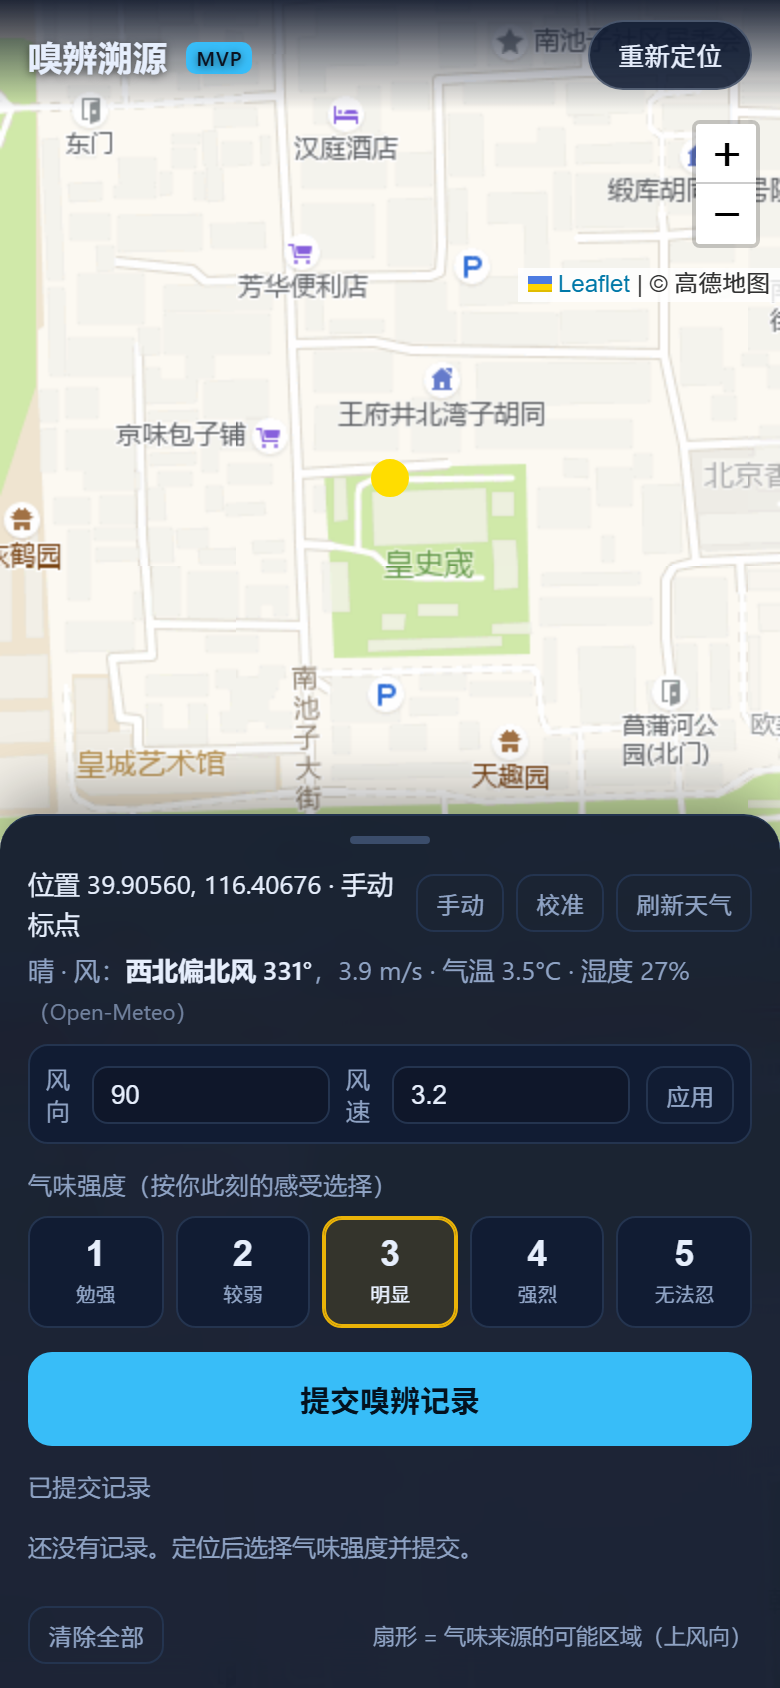 嗅辨溯源 MVP
重新定位
南池子
东门
汉庭酒店
缎库胡同
+
−
芳华便利店
P
Leaflet | © 高德地图
王府井北湾子胡同
京味包子铺
北京香
鹤园
皇史宬
南池子大街
P
菖蒲河公
园(北门)
皇城艺术馆
天趣园
位置 39.90560, 116.40676 · 手动
标点
手动
校准
刷新天气
晴 · 风: 西北偏北风 331°, 3.9 m/s · 气温 3.5°C · 湿度 27%
（Open-Meteo）
风向 90 风速 3.2 应用
气味强度（按你此刻的感受选择）
1 勉强
2 较弱
3 明显
4 强烈
5 无法忍
提交嗅辨记录
已提交记录
还没有记录。定位后选择气味强度并提交。
清除全部
扇形 = 气味来源的可能区域（上风向）